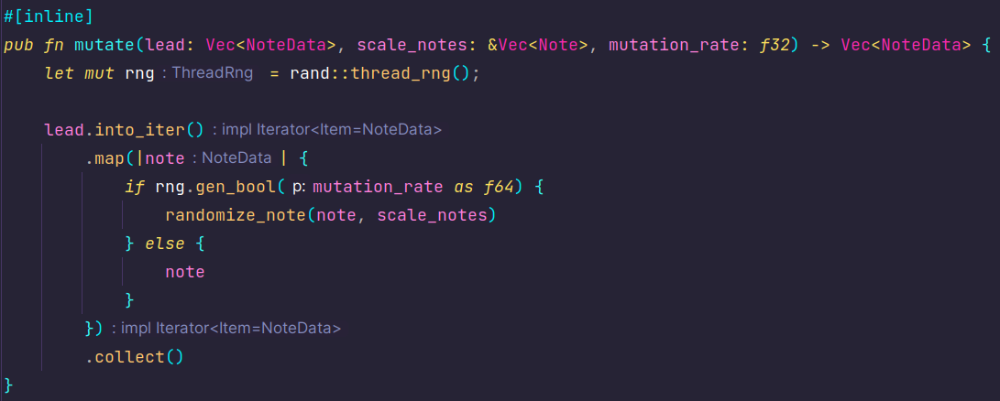 #[inline]
pub fn mutate(lead: Vec<NoteData>, scale_notes: &Vec<Note>, mutation_rate: f32) -> Vec<NoteData> {
    let mut rng : ThreadRng = rand::thread_rng();
    lead.into_iter() : impl Iterator<Item=NoteData>
        .map(|note : NoteData | {
            if rng.gen_bool( p: mutation_rate as f64) {
                randomize_note(note, scale_notes)
            } else {
                note
            }
        }) : impl Iterator<Item=NoteData>
        .collect()
}